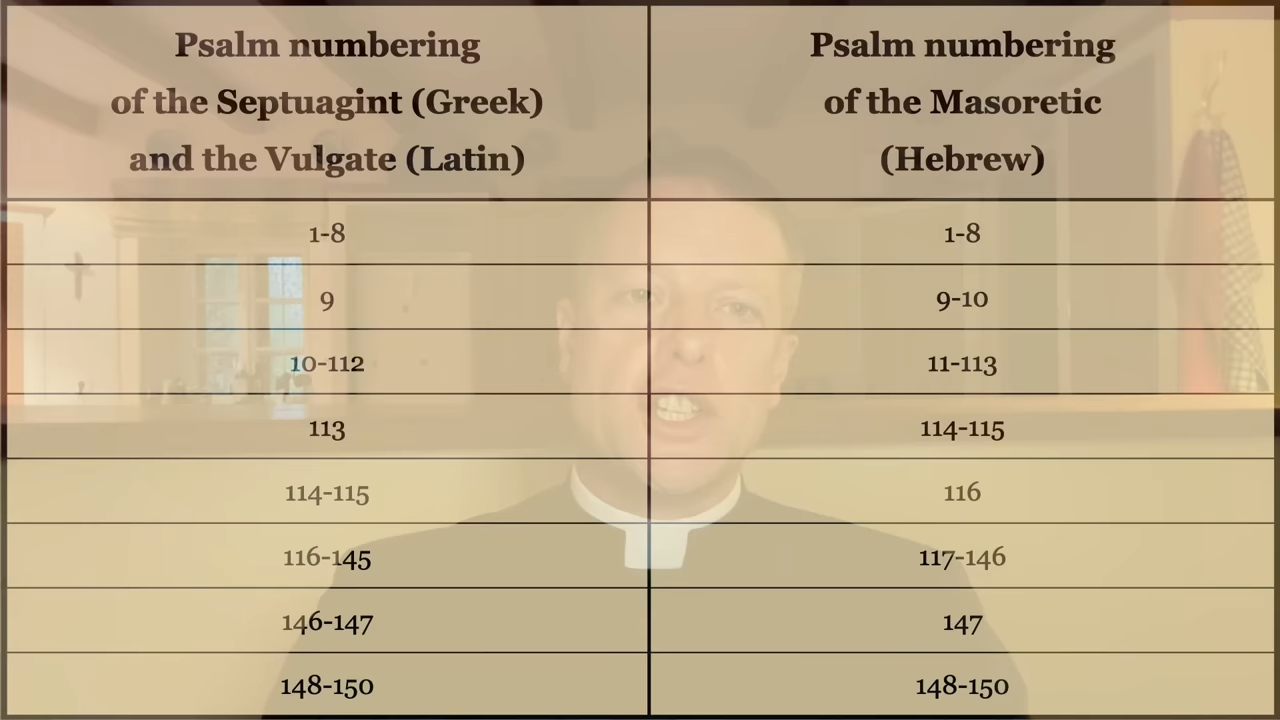 Psalm numbering
of the Septuagint (Greek)
and the Vulgate (Latin)
Psalm numbering
of the Masoretic
(Hebrew)
1-8
1-8
9
9-10
10-112
11-113
113
114-115
114-115
116
116-145
117-146
146-147
147
148-150
148-150